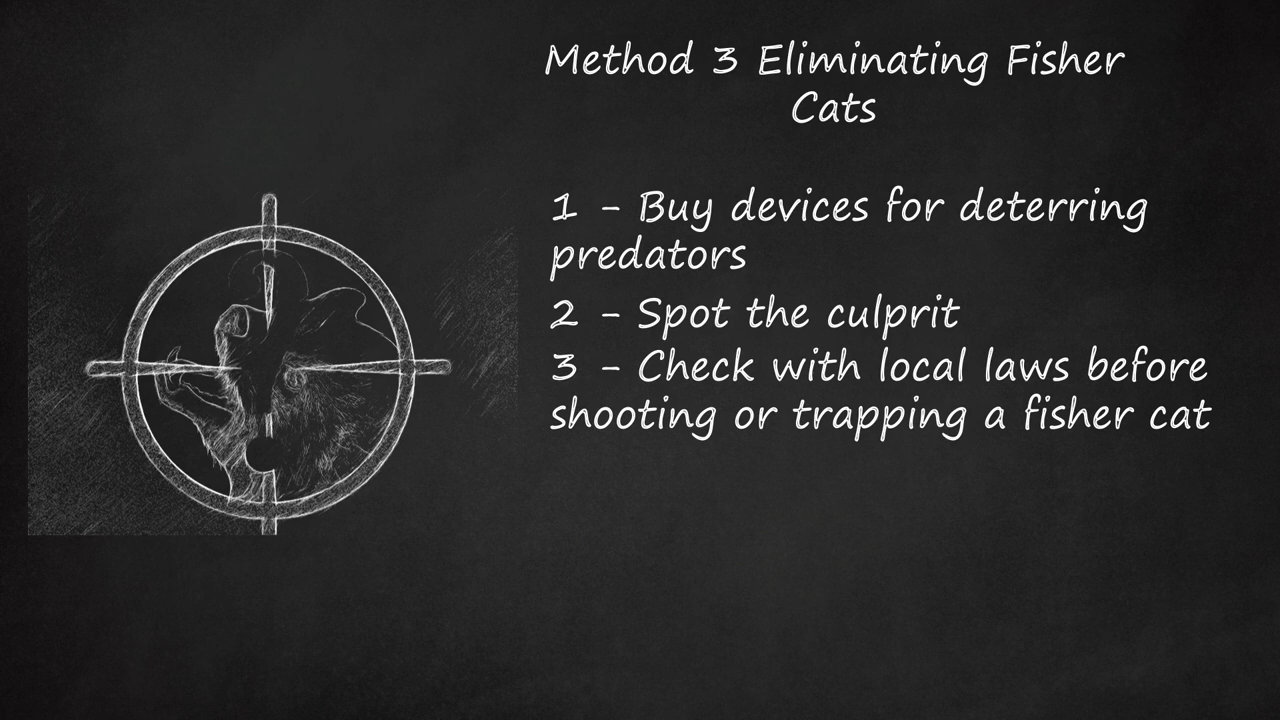 Method 3 Eliminating Fisher
Cats
1 - Buy devices for deterring
predators
2 - Spot the culprit
3 - Check with local laws before
shooting or trapping a fisher cat